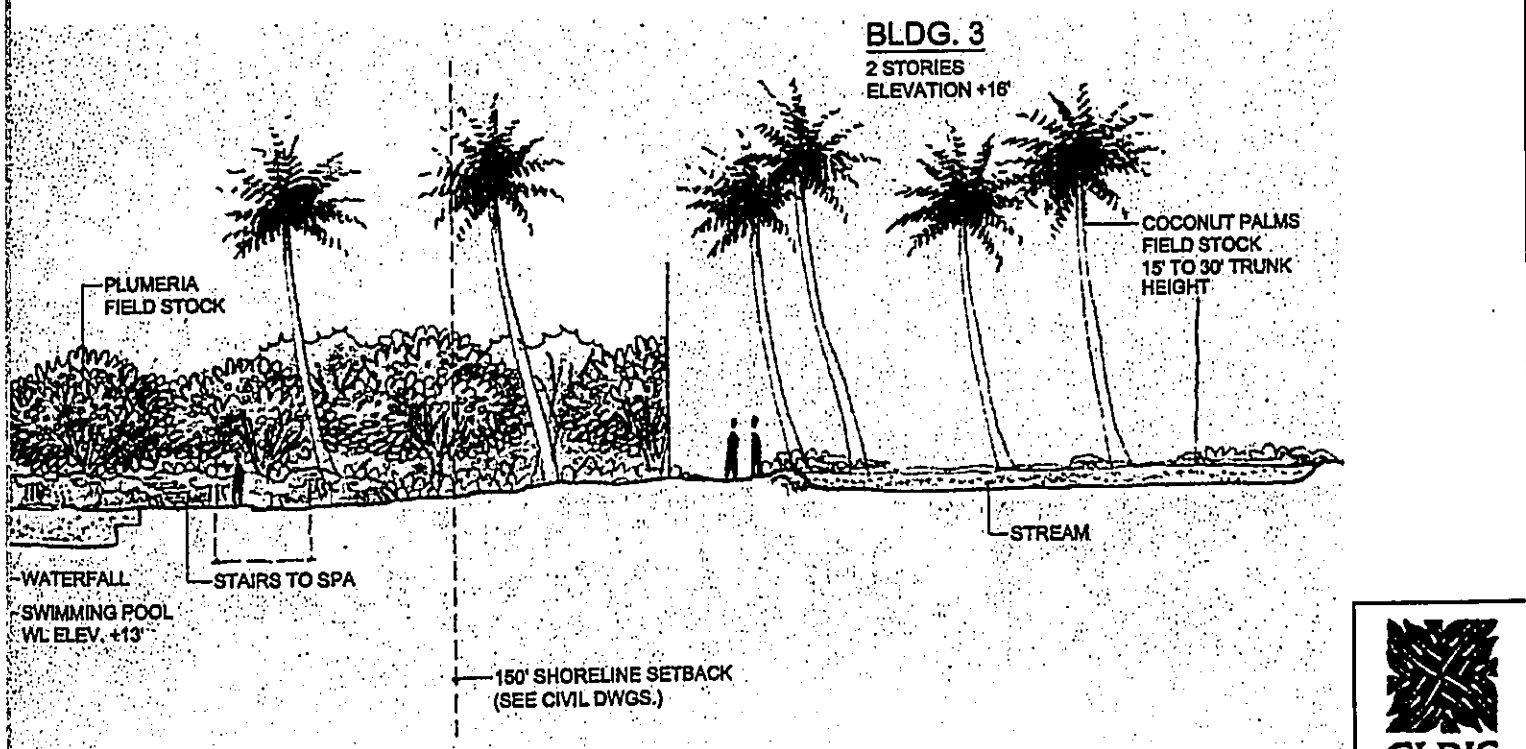 BLDG. 3
2 STORIES
ELEVATION +16'
COCONUT PALMS
FIELD STOCK
15' TO 30' TRUNK
HEIGHT
PLUMERIA
FIELD STOCK
STREAM
WATERFALL
STAIRS TO SPA
SWIMMING POOL
WL ELEV. +13'
150' SHORELINE SETBACK
(SEE CIVIL DWGS.)